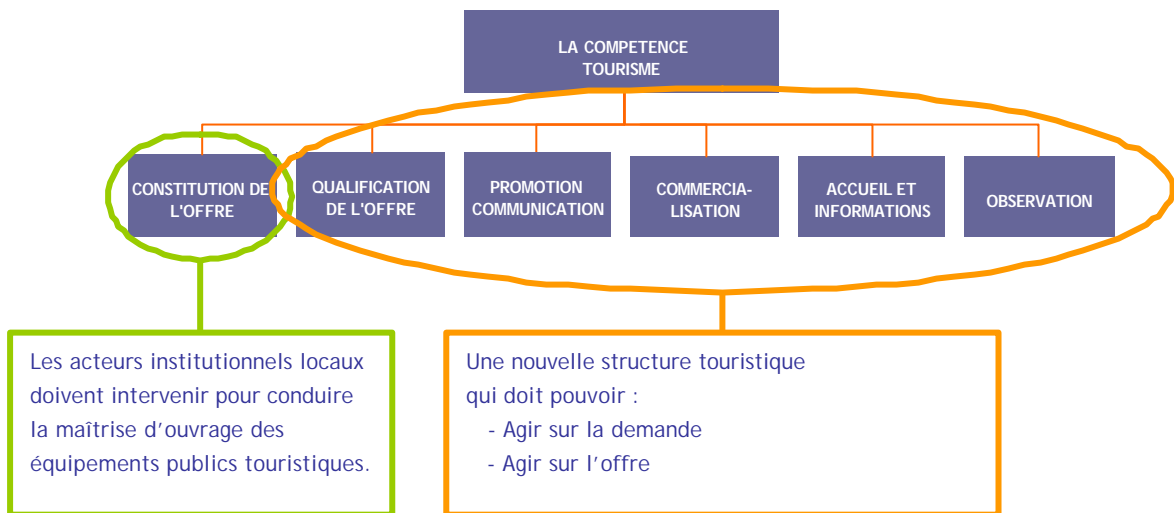 LA COMPETENCE
TOURISME
CONSTITUTION DE
L'OFFRE
QUALIFICATION
DE L'OFFRE
PROMOTION
COMMUNICATION
COMMERCIA-
LISATION
ACCUEIL ET
INFORMATIONS
OBSERVATION
Les acteurs institutionnels locaux
doivent intervenir pour conduire
la maîtrise d’ouvrage des
équipements publics touristiques.
Une nouvelle structure touristique
qui doit pouvoir :
- Agir sur la demande
- Agir sur l’offre